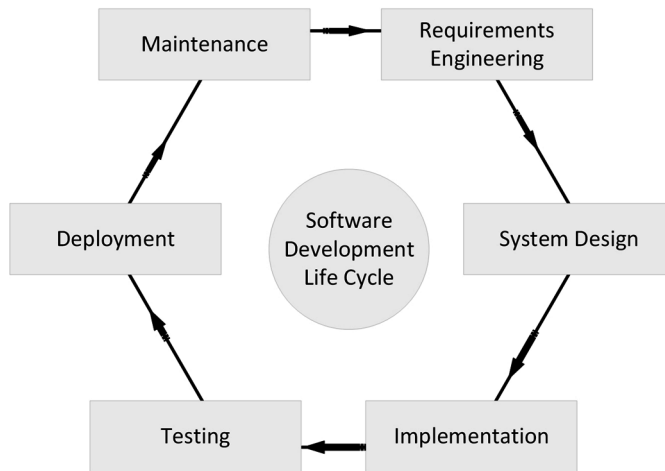 Maintenance
Requirements
Engineering
Software
Development
Life Cycle
Deployment
System Design
Testing
Implementation